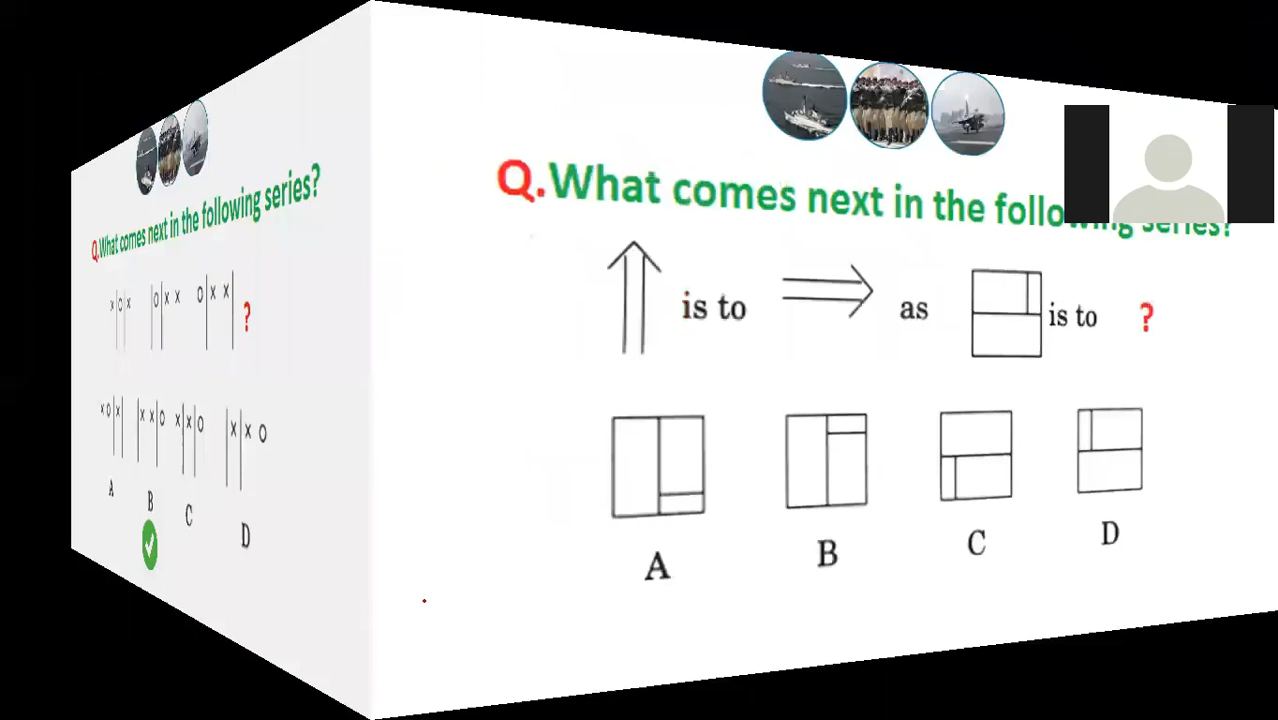 Q.What comes next in the following series?
x|o|x |o|x x o|x x| ?
x o|x| |x x|o x|x|o |x|x o
A B C D
Q.What comes next in the following series?
is to as is to ?
A B C D